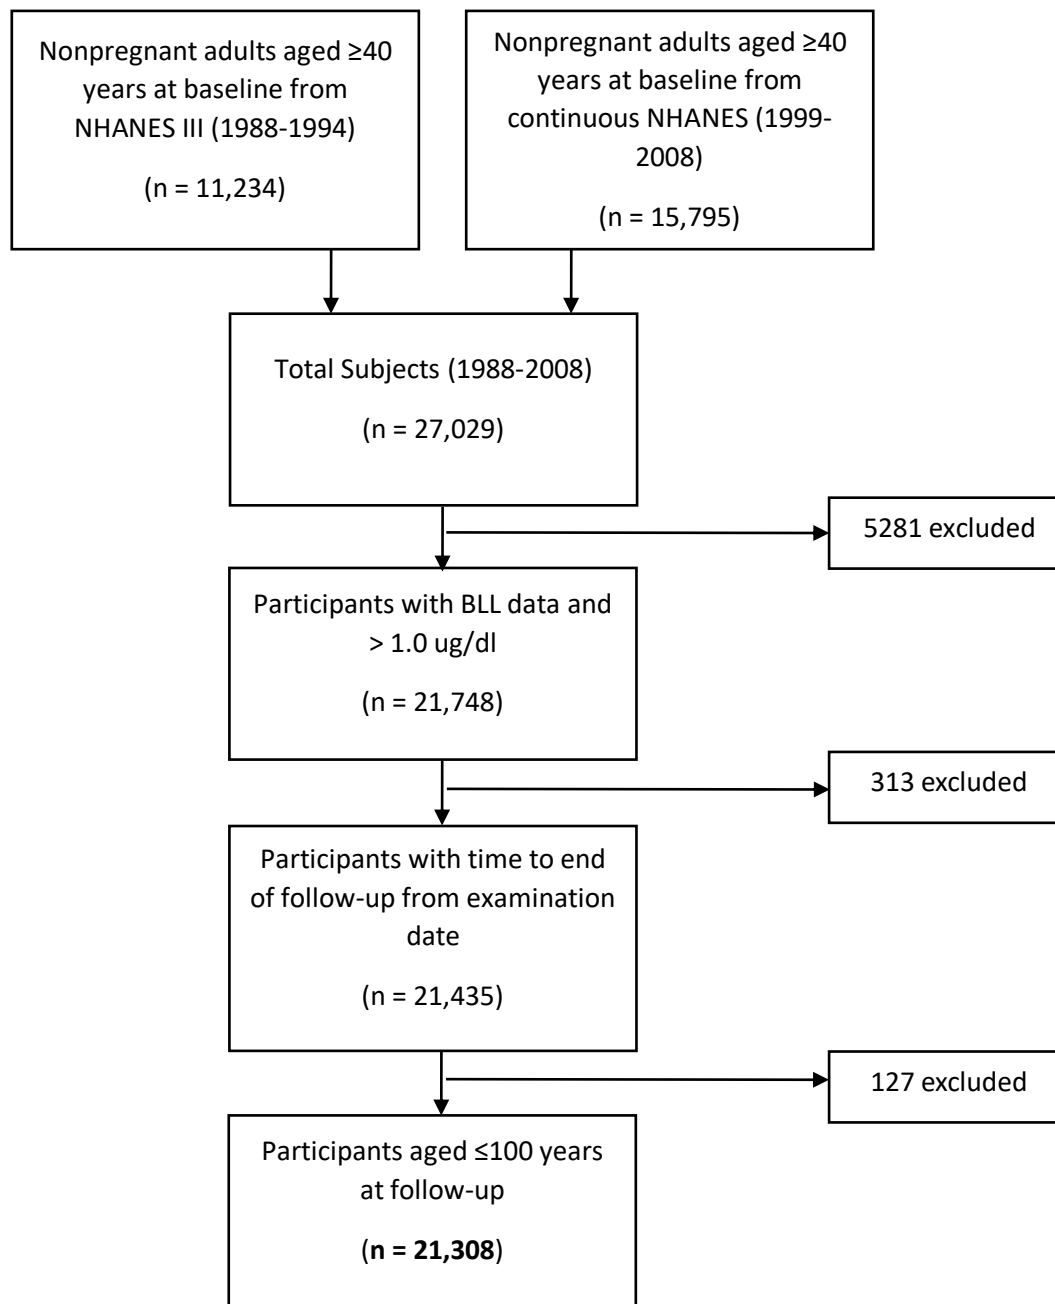 Nonpregnant adults aged ≥40
years at baseline from
NHANES III (1988-1994)
(n = 11,234)
Nonpregnant adults aged ≥40
years at baseline from
continuous NHANES (1999-
2008)
(n = 15,795)
Total Subjects (1988-2008)
(n = 27,029)
5281 excluded
Participants with BLL data and
> 1.0 ug/dl
(n = 21,748)
313 excluded
Participants with time to end
of follow-up from examination
date
(n = 21,435)
127 excluded
Participants aged ≤100 years
at follow-up
(n = 21,308)